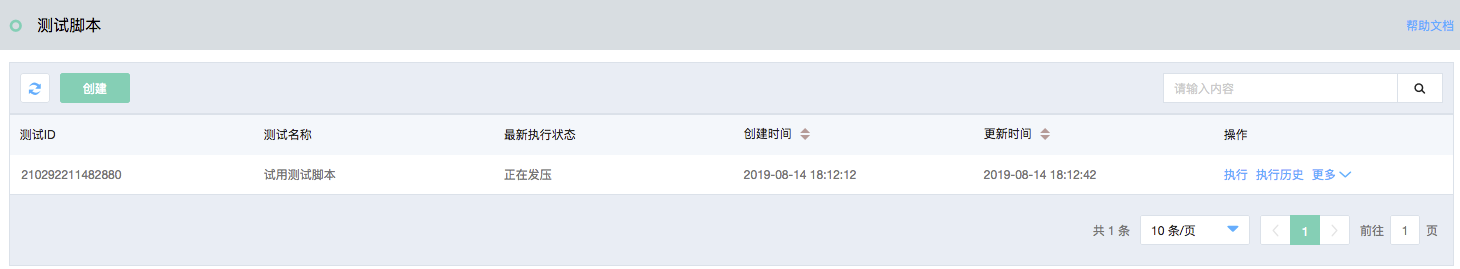 测试脚本 帮助文档
创建 请输入内容
测试ID 测试名称 最新执行状态 创建时间 更新时间 操作
210292211482880 试用测试脚本 正在发压 2019-08-14 18:12:12 2019-08-14 18:12:42 执行 执行历史 更多
共 1 条 10 条/页 1 前往 1 页